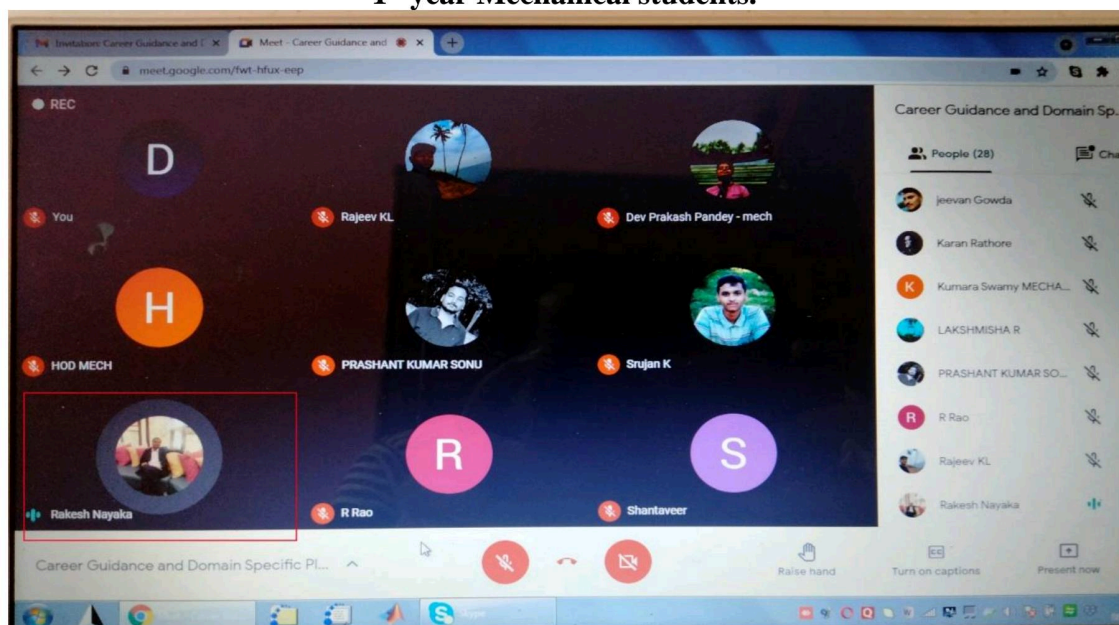 year Mechanical students.
Invitation: Career Guidance and
Meet - Career Guidance and
meet.google.com/fwt-hfux-eep
REC
D
You
Rajeev KL
Dev Prakash Pandey - mech
H
HOD MECH
PRASHANT KUMAR SONU
Srujan K
Rakesh Nayaka
R
R Rao
S
Shantaveer
Career Guidance and Domain Sp..
People (28)
Cha
jeevan Gowda
Karan Rathore
K
Kumara Swamy MECHA...
LAKSHMISHA R
PRASHANT KUMAR SO...
R
R Rao
Rajeev KL
Rakesh Nayaka
Career Guidance and Domain Specific Pl...
Raise hand
CC
Turn on captions
Present now